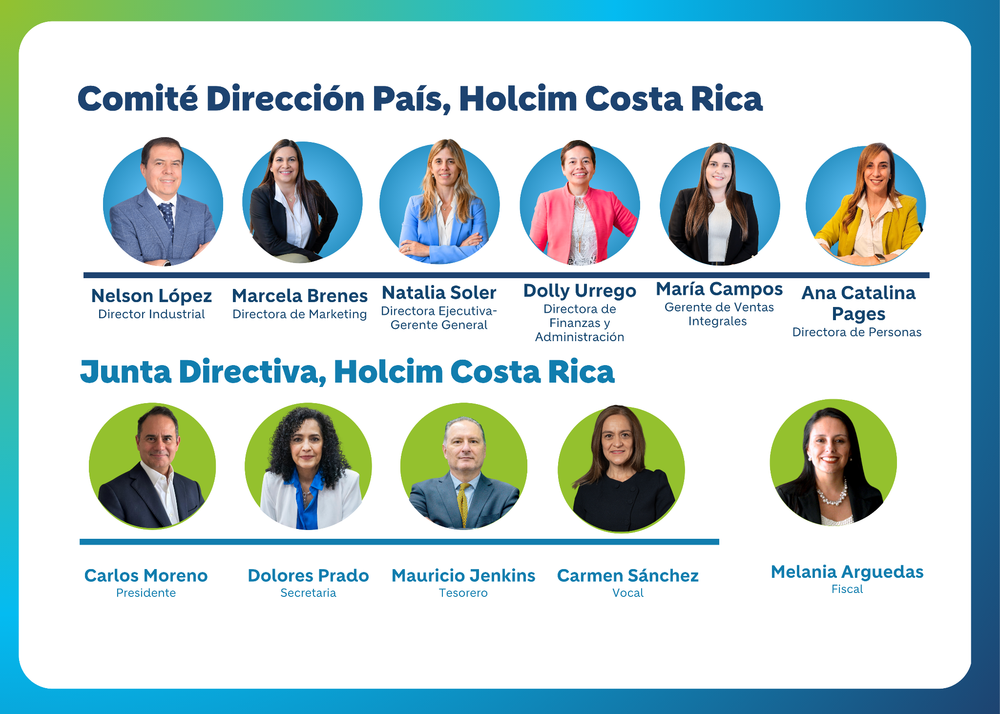 Comité Dirección País, Holcim Costa Rica
Nelson López
Director Industrial
Marcela Brenes
Directora de Marketing
Natalia Soler
Directora Ejecutiva-
Gerente General
Dolly Urrego
Directora de
Finanzas y
Administración
María Campos
Gerente de Ventas
Integrales
Ana Catalina
Pages
Directora de Personas
Junta Directiva, Holcim Costa Rica
Carlos Moreno
Presidente
Dolores Prado
Secretaria
Mauricio Jenkins
Tesorero
Carmen Sánchez
Vocal
Melania Arguedas
Fiscal